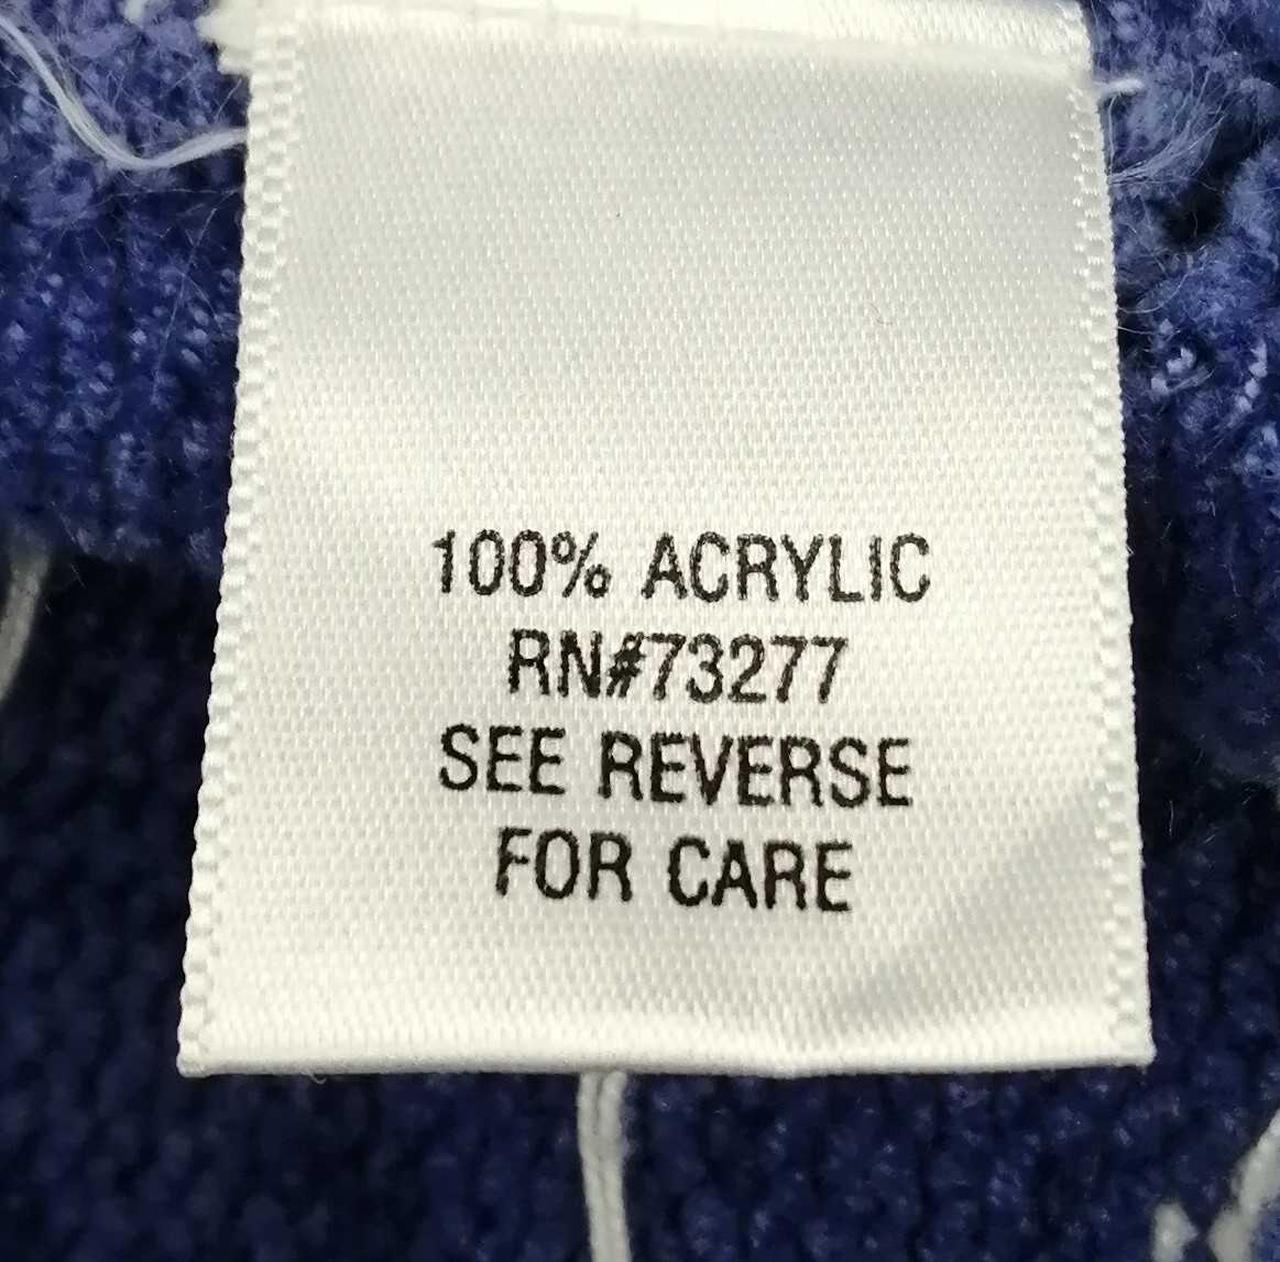 100% ACRYLIC
RN#73277
SEE REVERSE
FOR CARE